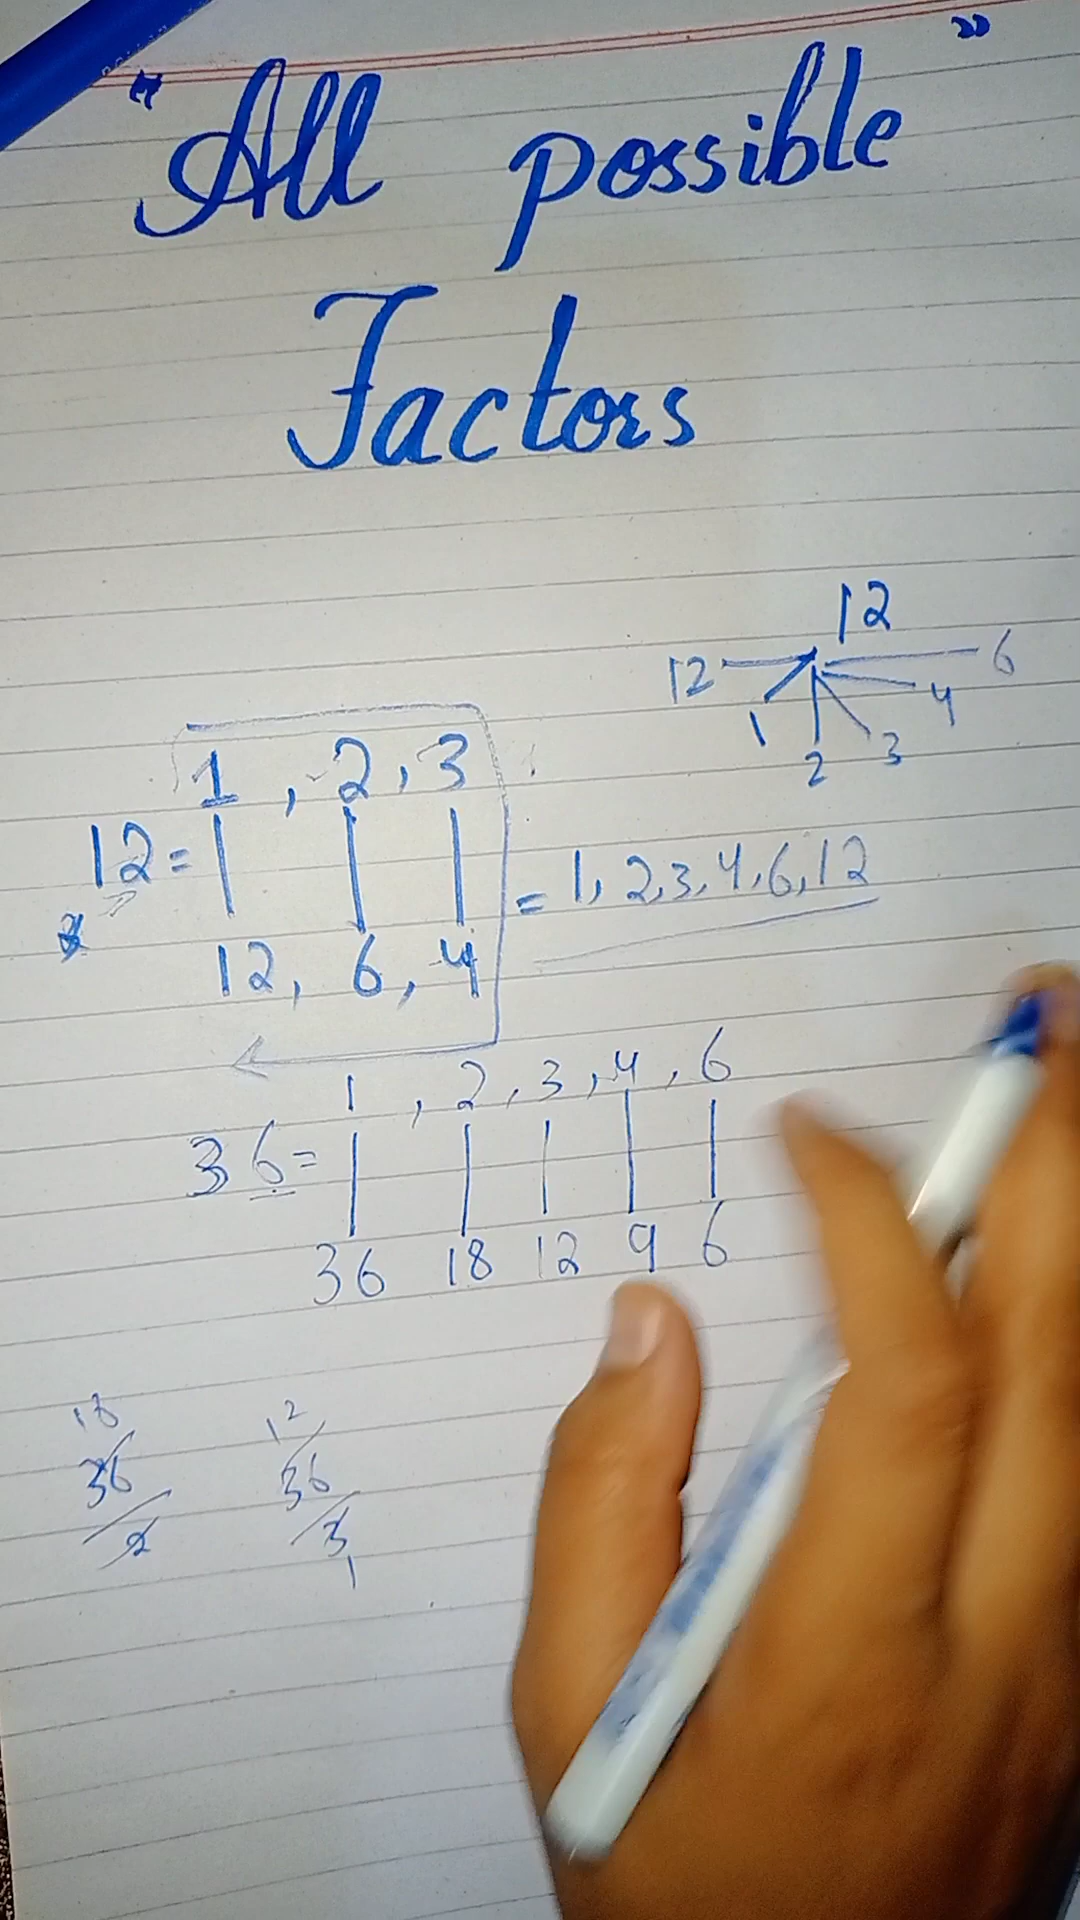 "All possible"
Factors
12
12 6
1 2 3 4
1, 2, 3
12=
= 1, 2, 3, 4, 6, 12
12, 6, 4
1, 2, 3, 4, 6
36=
36 18 12 9 6
18 12
36 36
2 3
1